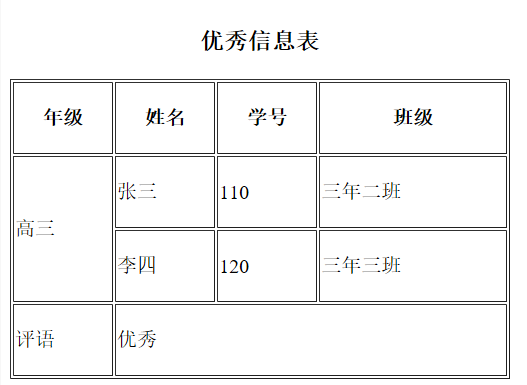 优秀信息表
年级 姓名 学号 班级
高三 张三 110 三年二班
李四 120 三年三班
评语 优秀